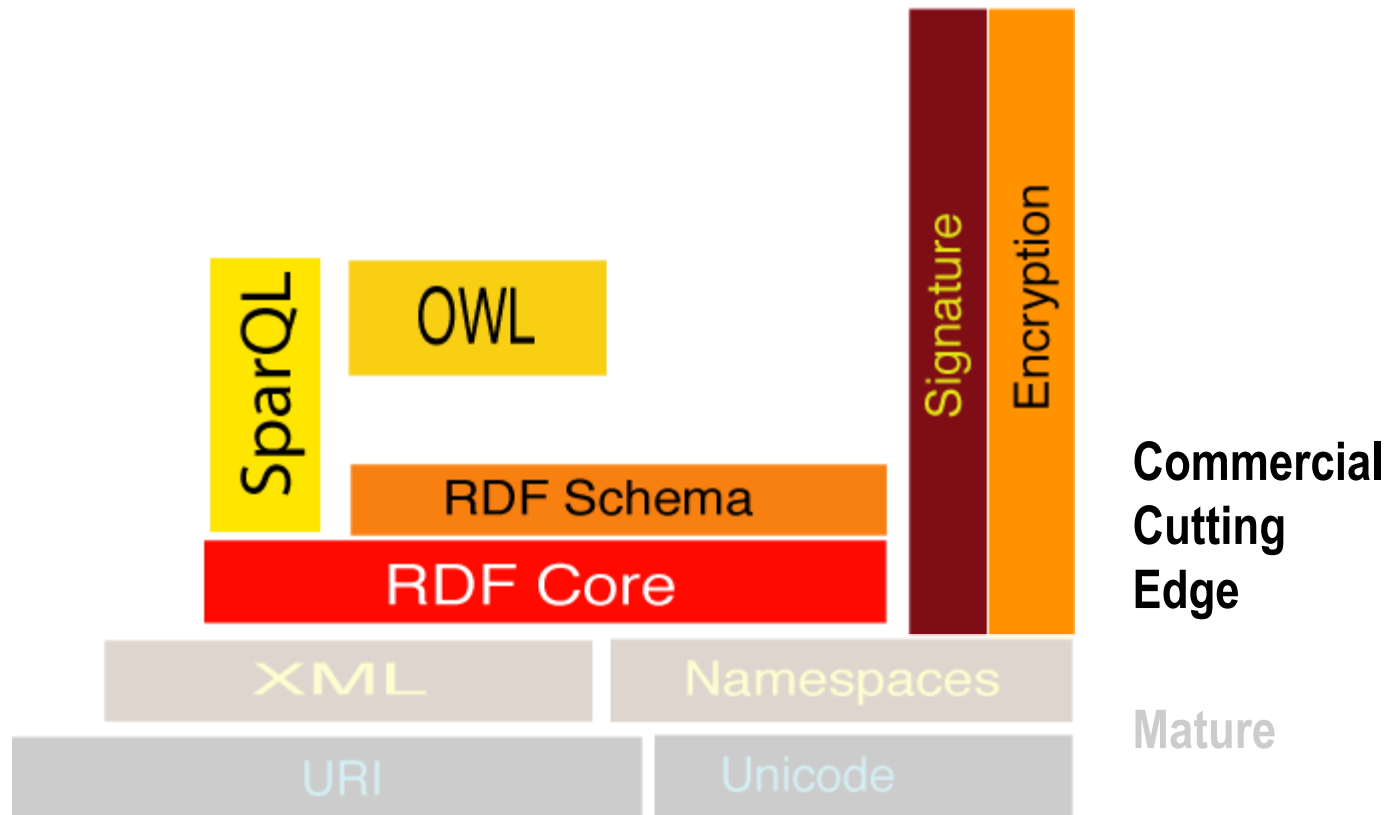 SparQL
OWL
Signature
Encryption
RDF Schema
RDF Core
Commercial
Cutting
Edge
XML
Namespaces
Mature
URI
Unicode